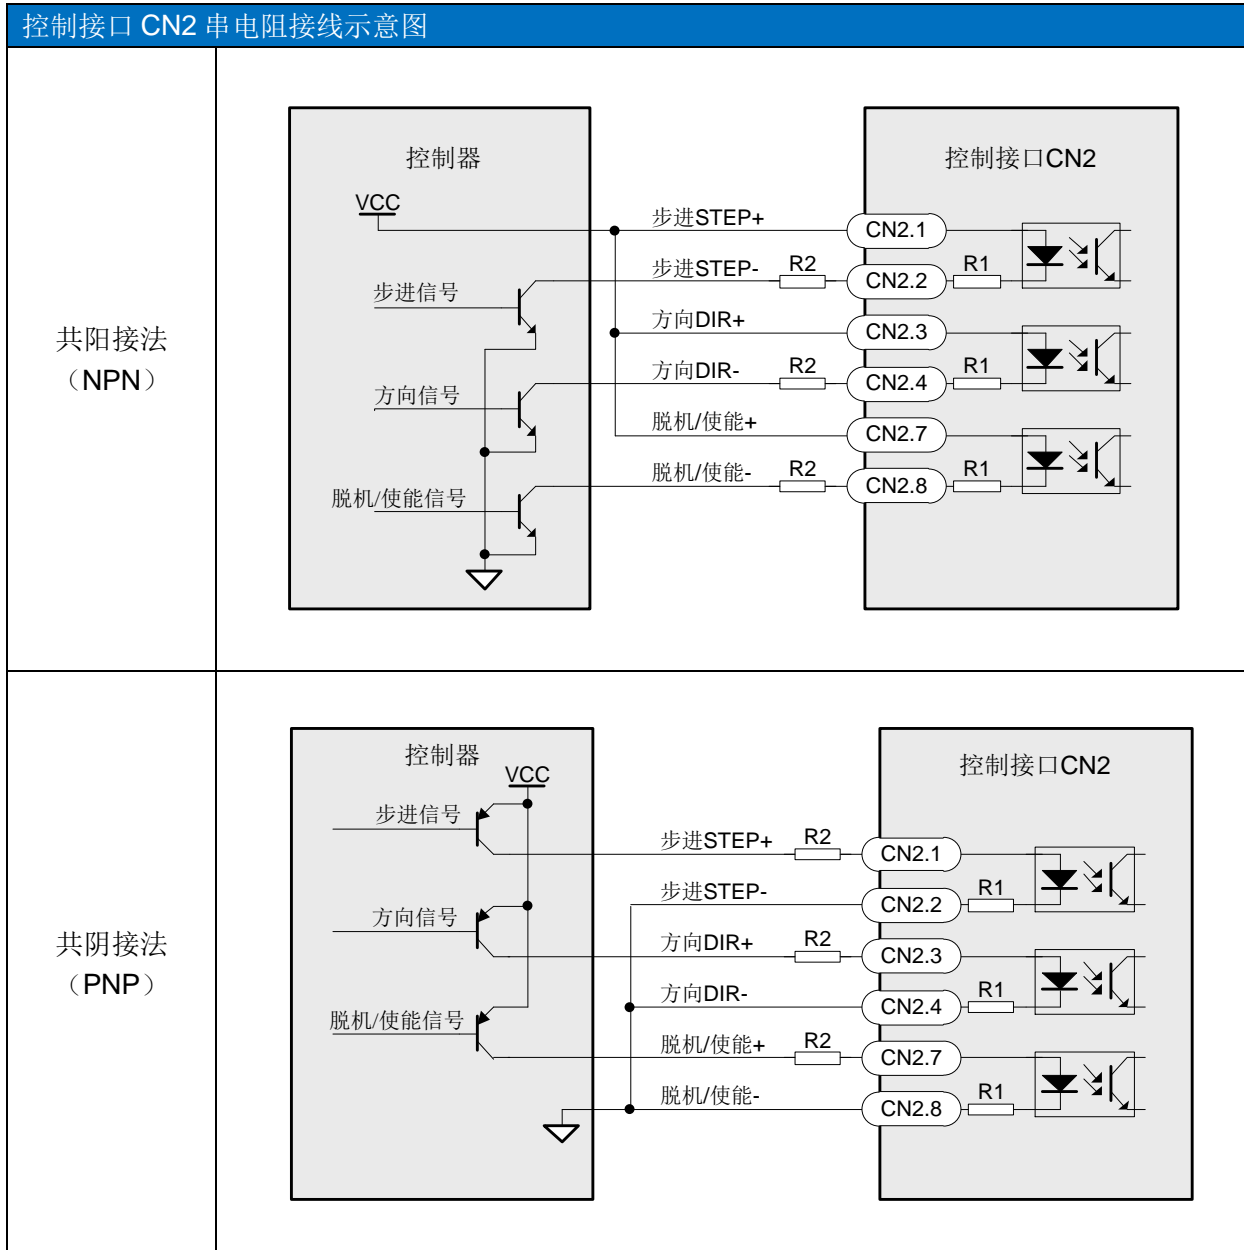 控制接口 CN2 串电阻接线示意图
共阳接法
（NPN）
控制器
控制接口CN2
VCC
步进STEP+
CN2.1
步进STEP-
R2
CN2.2
R1
步进信号
方向DIR+
CN2.3
方向DIR-
R2
CN2.4
R1
方向信号
脱机/使能+
CN2.7
脱机/使能-
R2
CN2.8
R1
脱机/使能信号
共阴接法
（PNP）
控制器
控制接口CN2
VCC
步进信号
步进STEP+
R2
CN2.1
步进STEP-
CN2.2
R1
方向信号
方向DIR+
R2
CN2.3
方向DIR-
CN2.4
R1
脱机/使能信号
脱机/使能+
R2
CN2.7
脱机/使能-
CN2.8
R1